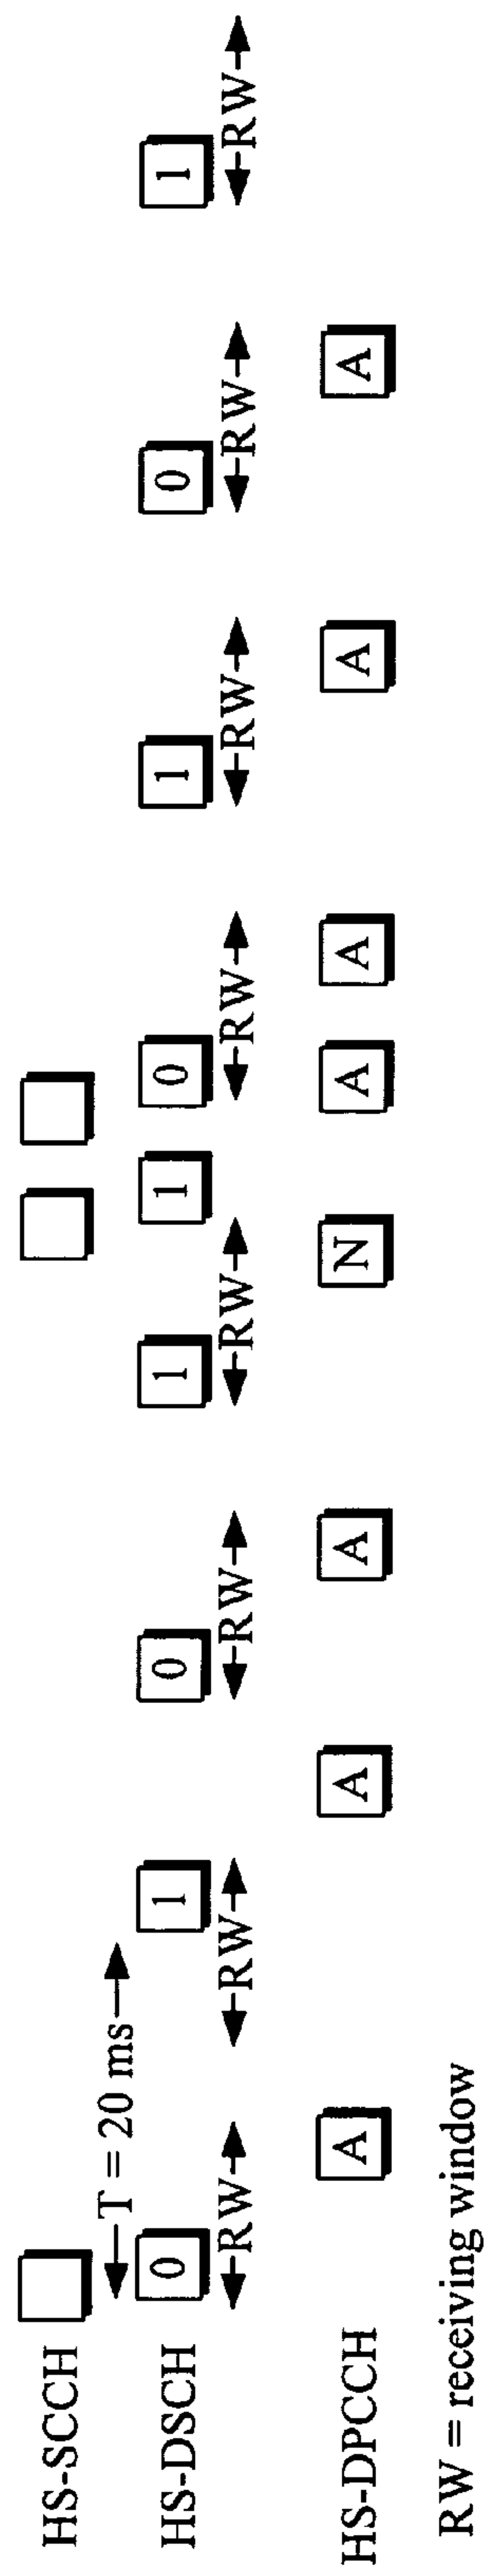 HS-SCCH
T = 20 ms
HS-DSCH 0 1 0 1 1 0 1 0 1
RW RW RW RW RW RW RW RW
HS-DPCCH A A A N A A A A
RW = receiving window